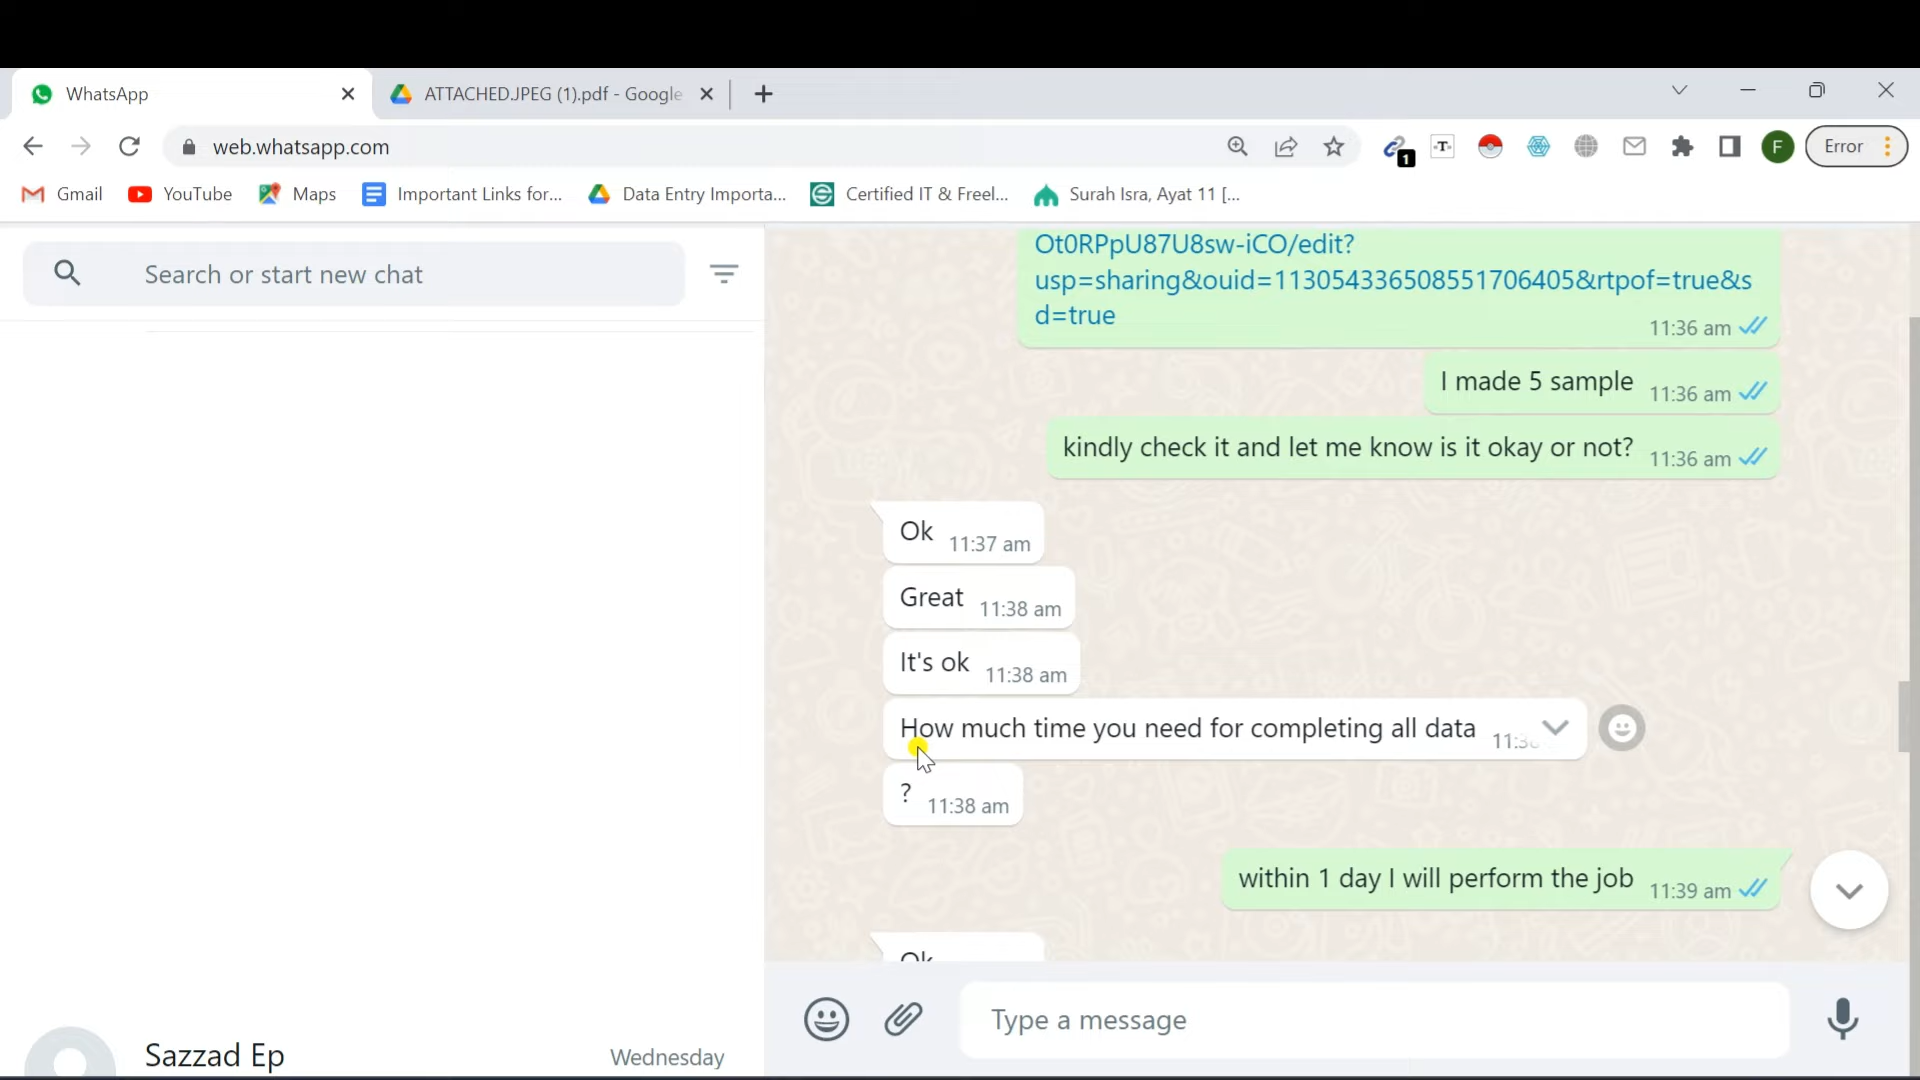 WhatsApp
ATTACHED.JPEG (1).pdf - Google
web.whatsapp.com
1
-T-
F
Error
Gmail
YouTube
Maps
Important Links for...
Data Entry Importa...
Certified IT & Freel...
Surah Isra, Ayat 11 [...
Search or start new chat
Ot0RPpU87U8sw-iCO/edit?
usp=sharing&ouid=113054336508551706405&rtpof=true&s
d=true
11:36 am
I made 5 sample 11:36 am
kindly check it and let me know is it okay or not? 11:36 am
Ok 11:37 am
Great 11:38 am
It's ok 11:38 am
How much time you need for completing all data
? 11:38 am
within 1 day I will perform the job 11:39 am
Ok
Type a message
Sazzad Ep
Wednesday